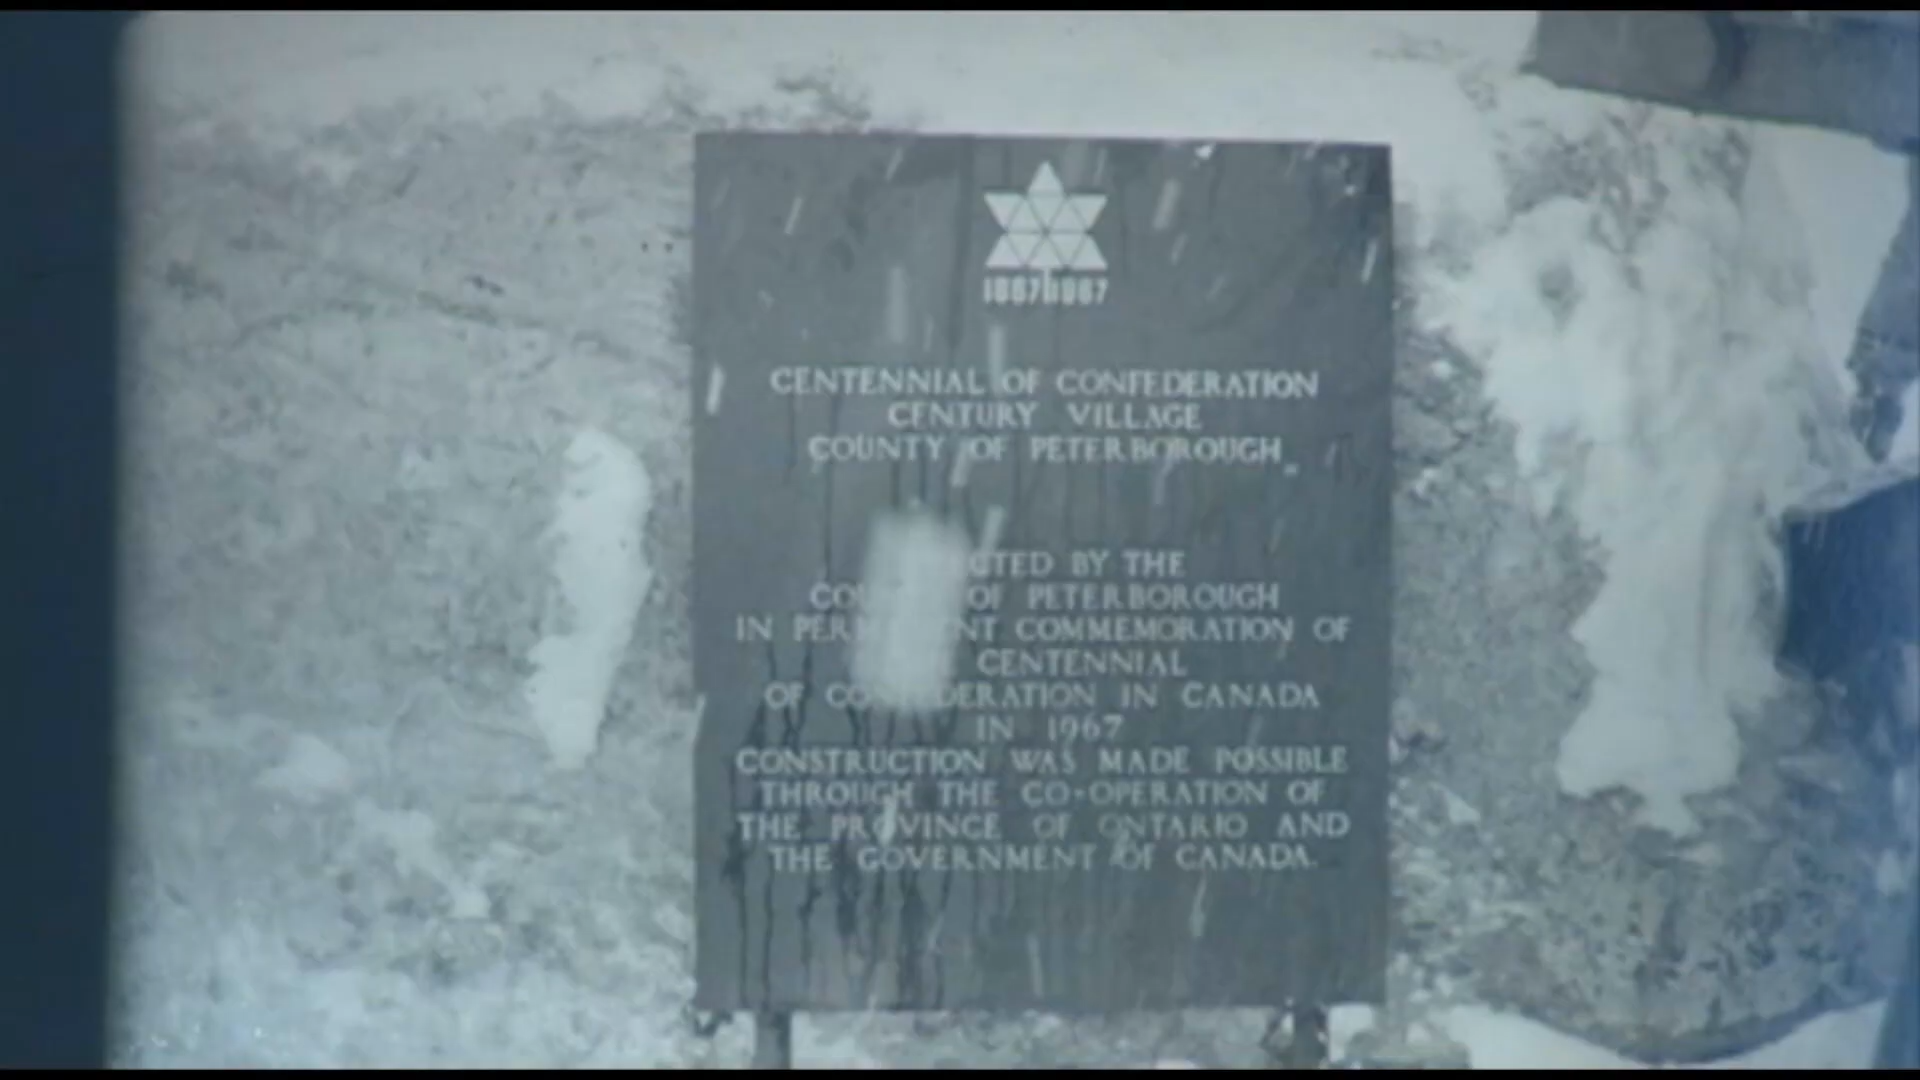 1867 1967
CENTENNIAL OF CONFEDERATION
CENTURY VILLAGE
COUNTY OF PETERBOROUGH
BY THE
OF PETERBOROUGH
IN COMMEMORATION OF
CENTENNIAL
OF CONFEDERATION IN CANADA
IN 1967
CONSTRUCTION WAS MADE POSSIBLE
THROUGH THE CO-OPERATION OF
THE PROVINCE OF ONTARIO AND
THE GOVERNMENT OF CANADA.